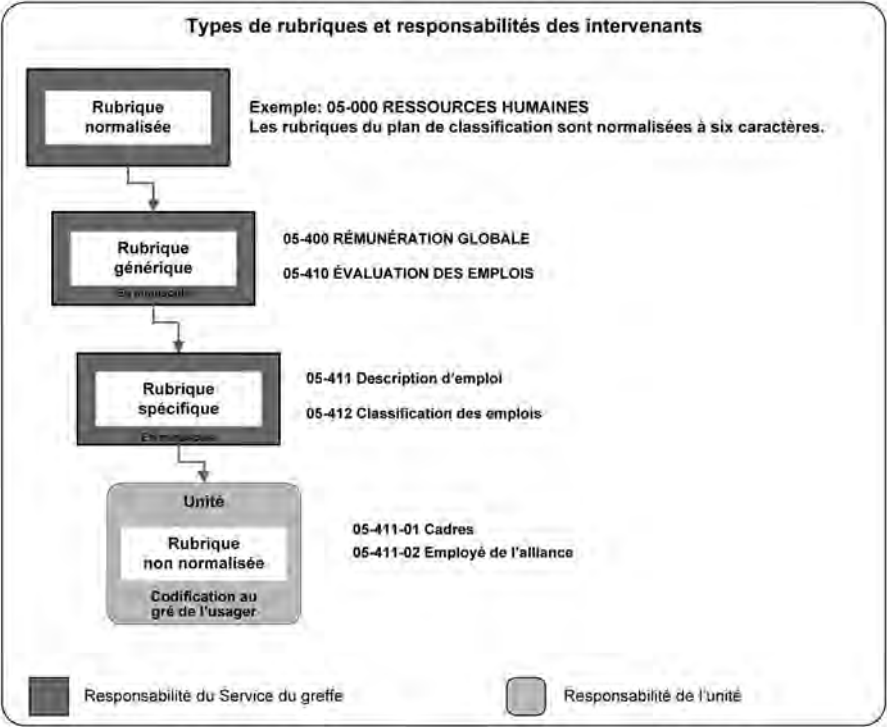 Types de rubriques et responsabilités des intervenants
Rubrique
normalisée
Exemple: 05-000 RESSOURCES HUMAINES
Les rubriques du plan de classification sont normalisées à six caractères.
Rubrique
générique
05-400 RÉMUNÉRATION GLOBALE
05-410 ÉVALUATION DES EMPLOIS
Rubrique
spécifique
05-411 Description d'emploi
05-412 Classification des emplois
Unité
Rubrique
non normalisée
Codification au
gré de l'usager
05-411-01 Cadres
05-411-02 Employé de l'alliance
Responsabilité du Service du greffe
Responsabilité de l'unité